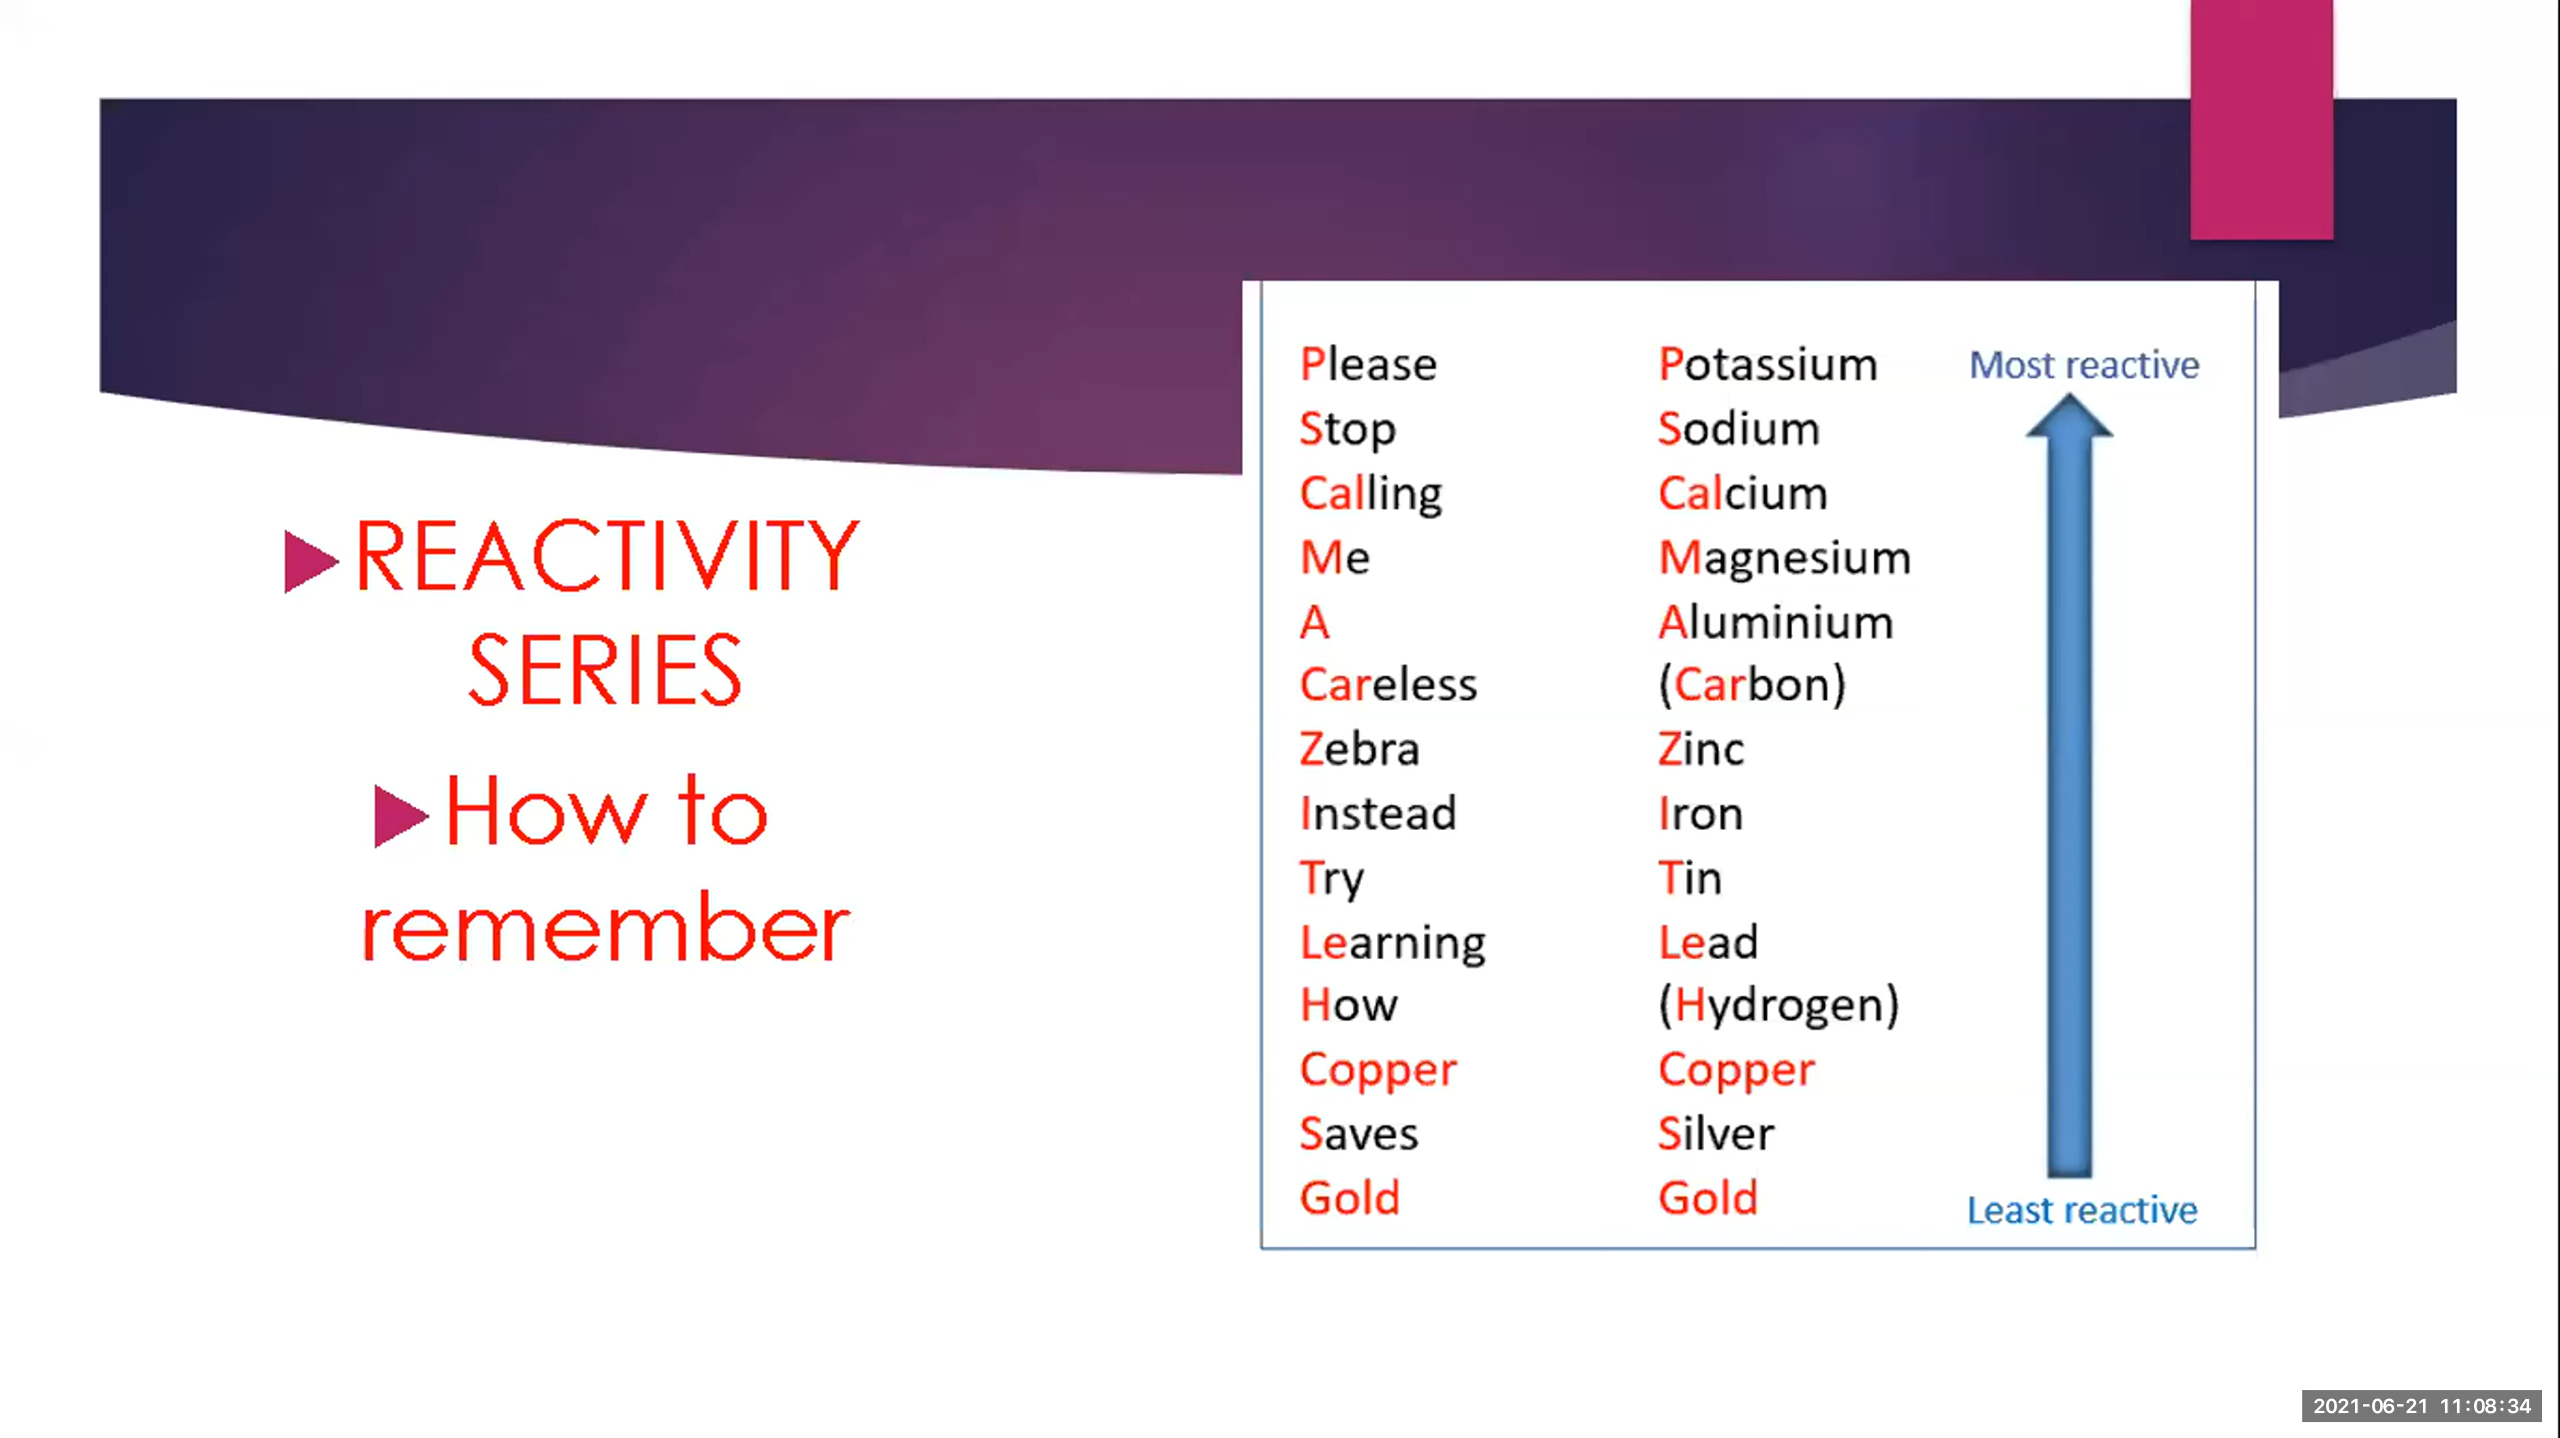 REACTIVITY
SERIES
How to
remember
Please Potassium Most reactive
Stop Sodium
Calling Calcium
Me Magnesium
A Aluminium
Careless (Carbon)
Zebra Zinc
Instead Iron
Try Tin
Learning Lead
How (Hydrogen)
Copper Copper
Saves Silver
Gold Gold Least reactive
2021-06-21 11:08:34